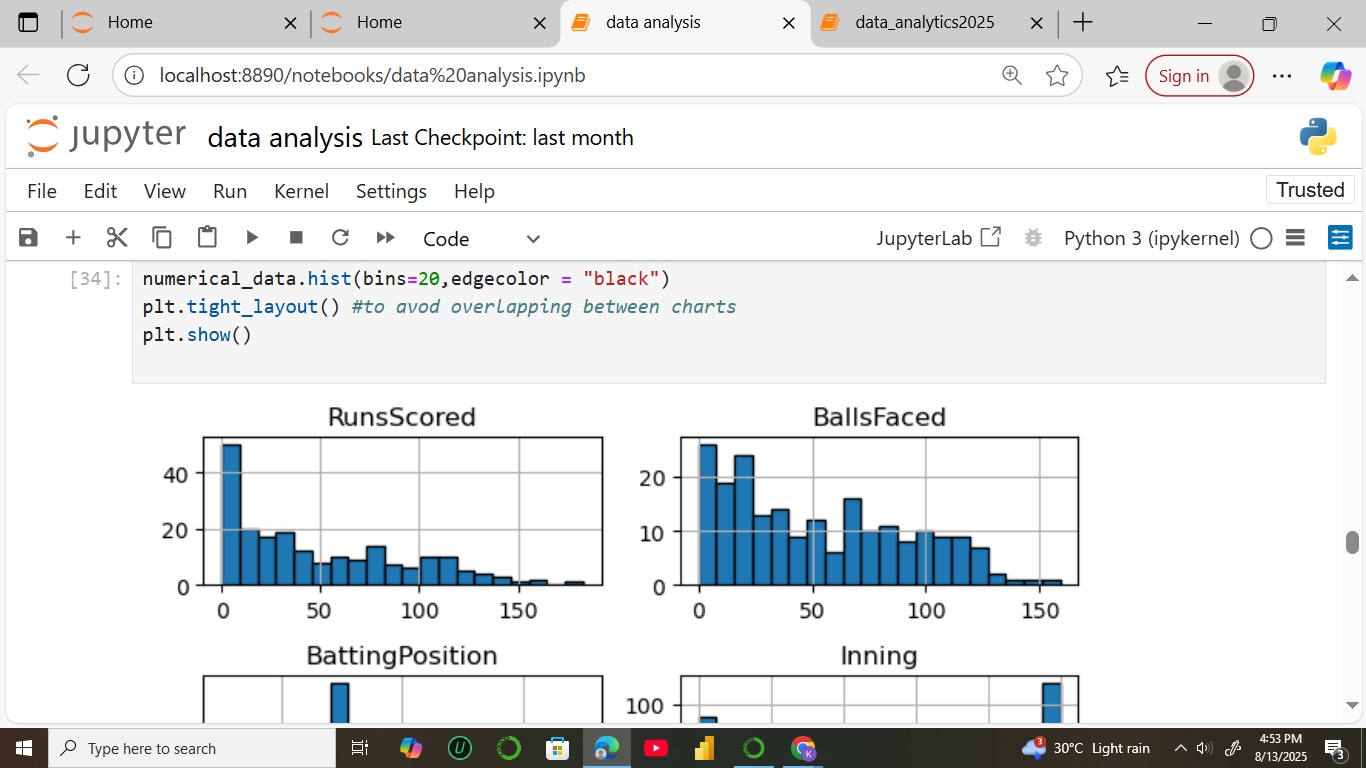 Home
Home
data analysis
data_analytics2025
localhost:8890/notebooks/data%20analysis.ipynb
Sign in
jupyter data analysis Last Checkpoint: last month
File Edit View Run Kernel Settings Help
Trusted
Code
JupyterLab
Python 3 (ipykernel)
[34]:
numerical_data.hist(bins=20,edgecolor = "black")
plt.tight_layout() #to avod overlapping between charts
plt.show()
RunsScored
40
20
0
0 50 100 150
BallsFaced
20
10
0
0 50 100 150
BattingPosition
Inning
100
Type here to search
U
K
3
30°C Light rain
4:53 PM
8/13/2025
3